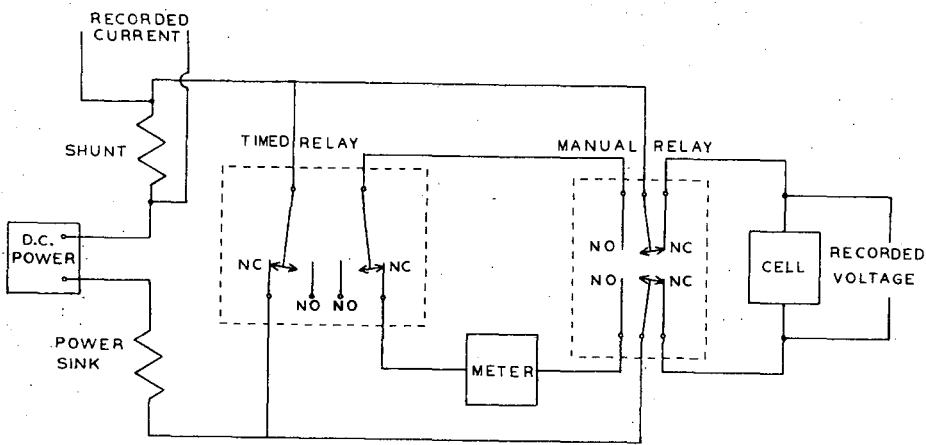 RECORDED
CURRENT
SHUNT
TIMED RELAY
MANUAL RELAY
D.C.
POWER
NC
NO NO
NC
NO
NC
NO
NC
CELL
RECORDED
VOLTAGE
POWER
SINK
METER